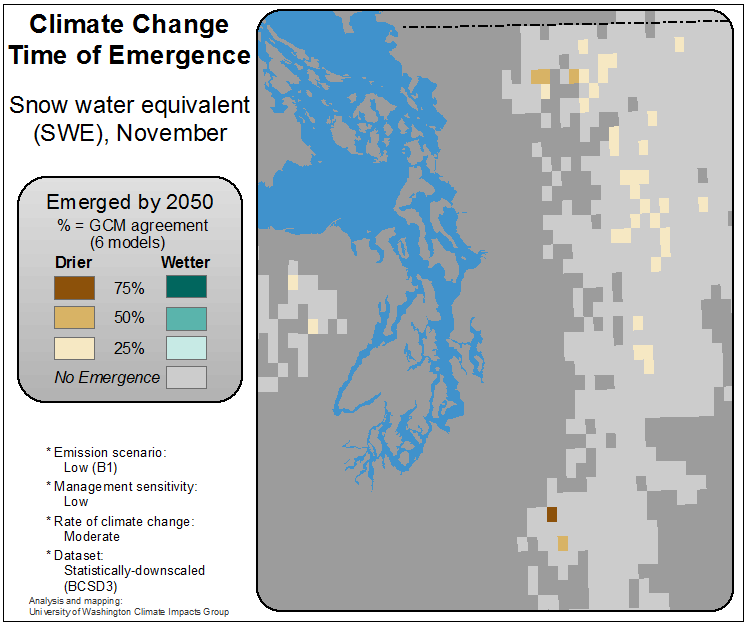 Climate Change
Time of Emergence
Snow water equivalent
(SWE), November
Emerged by 2050
% = GCM agreement
(6 models)
Drier Wetter
75%
50%
25%
No Emergence
* Emission scenario:
Low (B1)
* Management sensitivity:
Low
* Rate of climate change:
Moderate
* Dataset:
Statistically-downscaled
(BCSD3)
Analysis and mapping:
University of Washington Climate Impacts Group